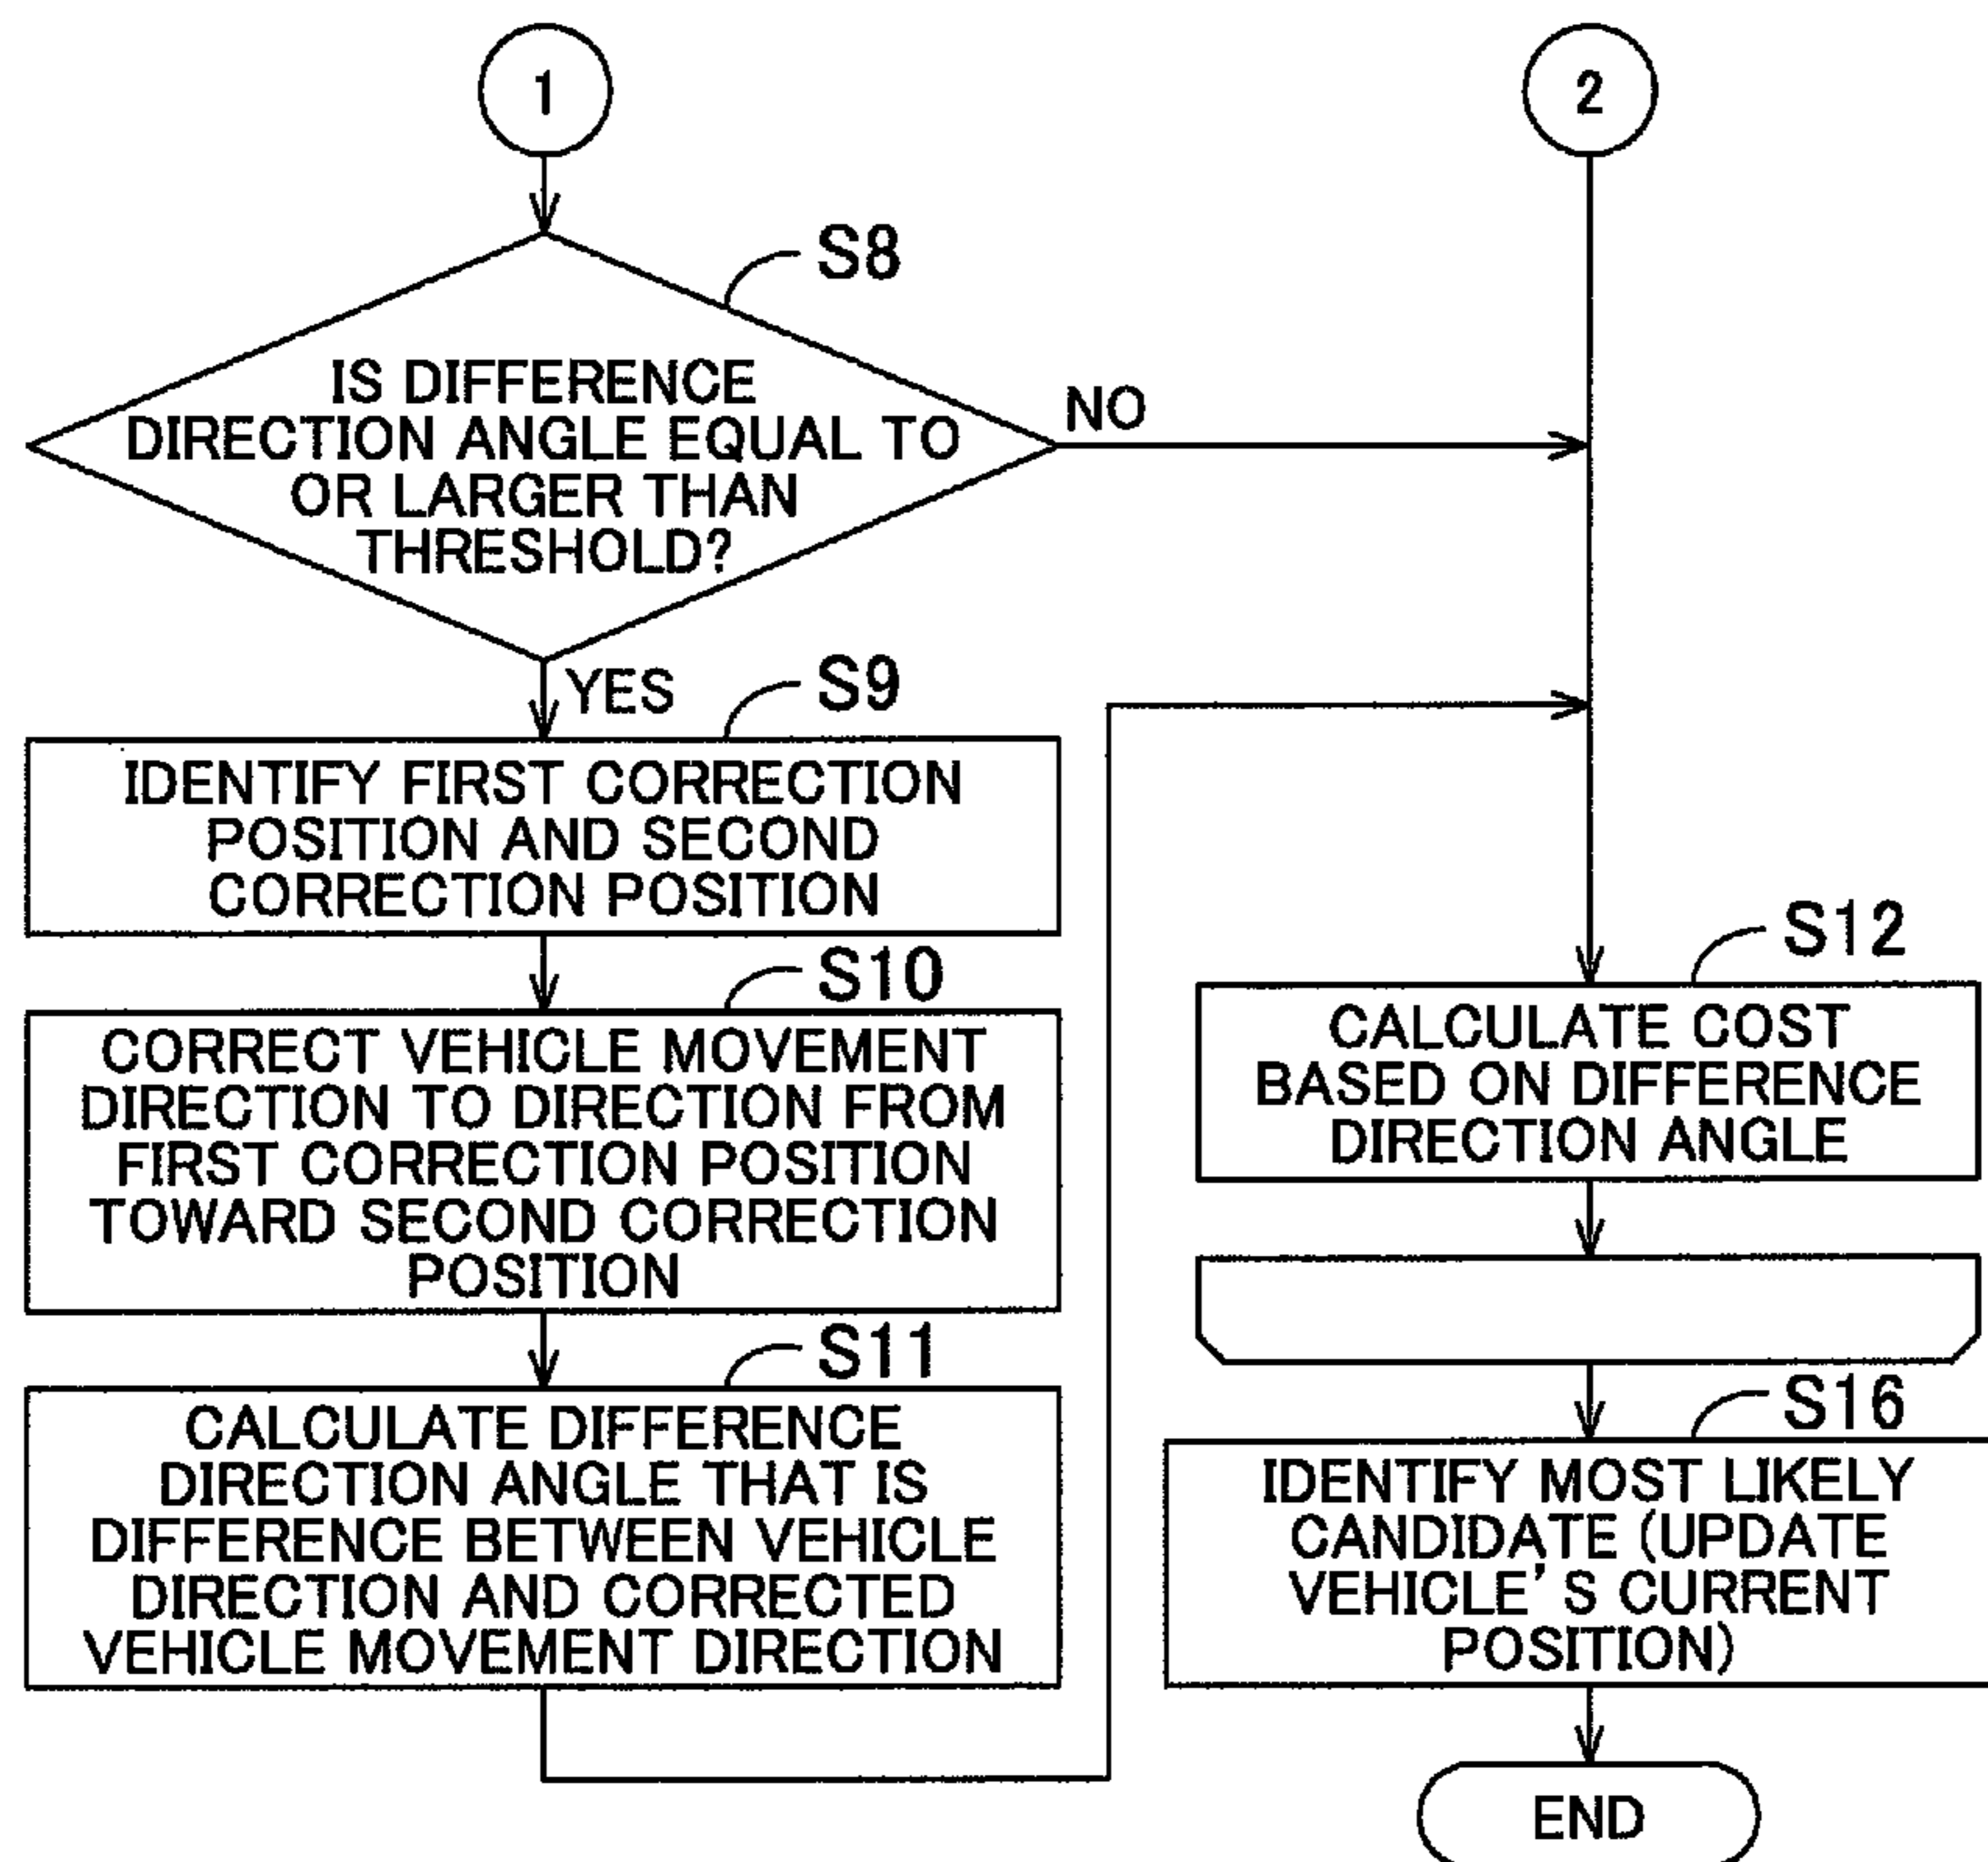 1
S8
IS DIFFERENCE
DIRECTION ANGLE EQUAL TO
OR LARGER THAN
THRESHOLD?
NO
YES
S9
IDENTIFY FIRST CORRECTION
POSITION AND SECOND
CORRECTION POSITION
S10
CORRECT VEHICLE MOVEMENT
DIRECTION TO DIRECTION FROM
FIRST CORRECTION POSITION
TOWARD SECOND CORRECTION
POSITION
S11
CALCULATE DIFFERENCE
DIRECTION ANGLE THAT IS
DIFFERENCE BETWEEN VEHICLE
DIRECTION AND CORRECTED
VEHICLE MOVEMENT DIRECTION
2
S12
CALCULATE COST
BASED ON DIFFERENCE
DIRECTION ANGLE
S16
IDENTIFY MOST LIKELY
CANDIDATE (UPDATE
VEHICLE'S CURRENT
POSITION)
END